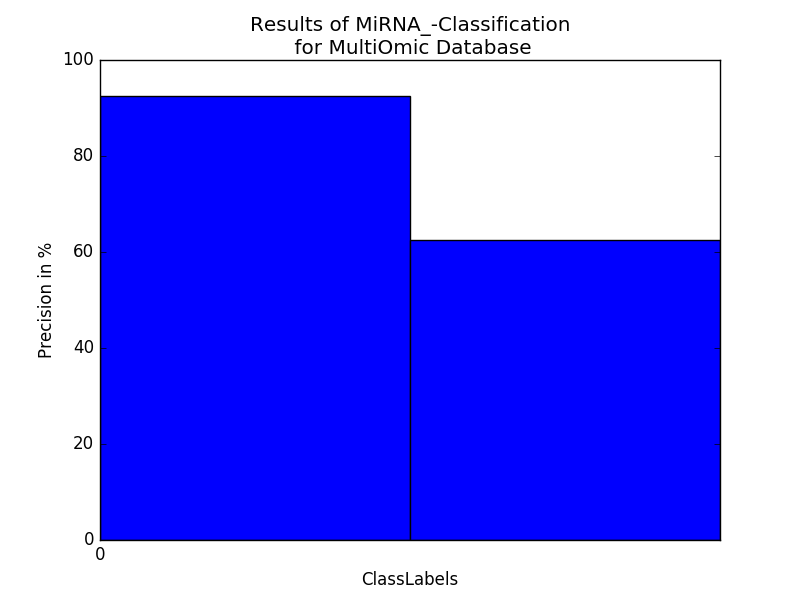 Results of MiRNA_-Classification
for MultiOmic Database
100
80
60
40
20
0
0
Precision in %
ClassLabels